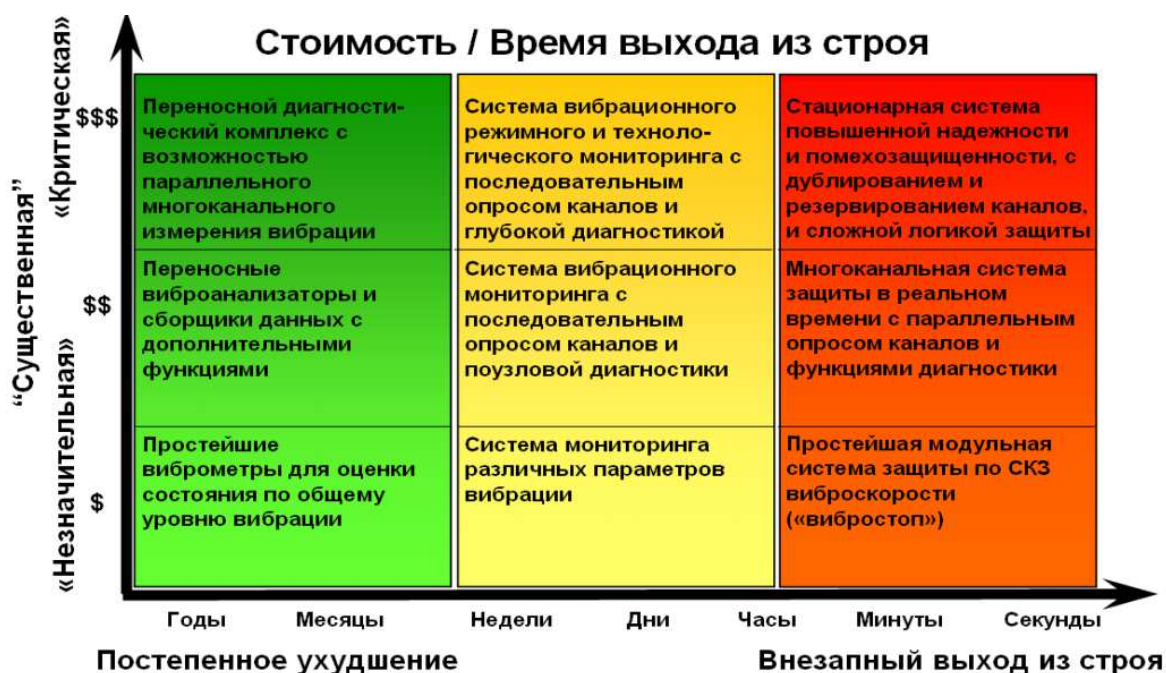 Стоимость / Время выхода из строя
«Критическая»
“Существенная”
«Незначительная»
$$$
Переносной диагности-
ческий комплекс с
возможностью
параллельного
многоканального
измерения вибрации
Система вибрационного
режимного и техноло-
гического мониторинга с
последовательным
опросом каналов и
глубокой диагностикой
Стационарная система
повышенной надежности
и помехозащищенности, с
дублированием и
резервированием каналов,
и сложной логикой защиты
$$
Переносные
виброанализаторы и
сборщики данных с
дополнительными
функциями
Система вибрационного
мониторинга с
последовательным
опросом каналов и
поузловой диагностики
Многоканальная система
защиты в реальном
времени с параллельным
опросом каналов и
функциями диагностики
$
Простейшие
виброметры для оценки
состояния по общему
уровню вибрации
Система мониторинга
различных параметров
вибрации
Простейшая модульная
система защиты по СКЗ
виброскорости
(«вибростоп»)
Годы Месяцы Недели Дни Часы Минуты Секунды
Постепенное ухудшение Внезапный выход из строя